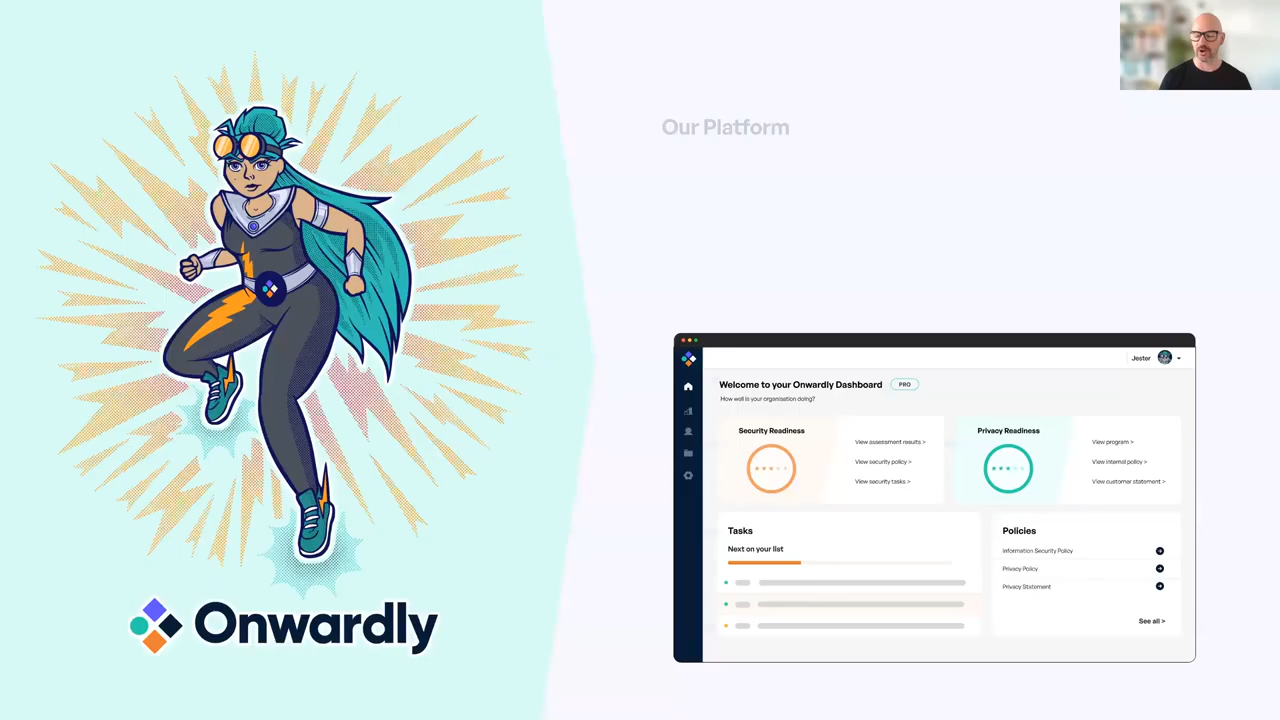 Our Platform
Onwardly
Jester
Welcome to your Onwardly Dashboard PRO
How well is your organisation doing?
Security Readiness
View assessment results >
View security policy >
View security tasks >
Privacy Readiness
View program >
View internal policy >
View customer statement >
Tasks
Next on your list
Policies
Information Security Policy
Privacy Policy
Privacy Statement
See all >